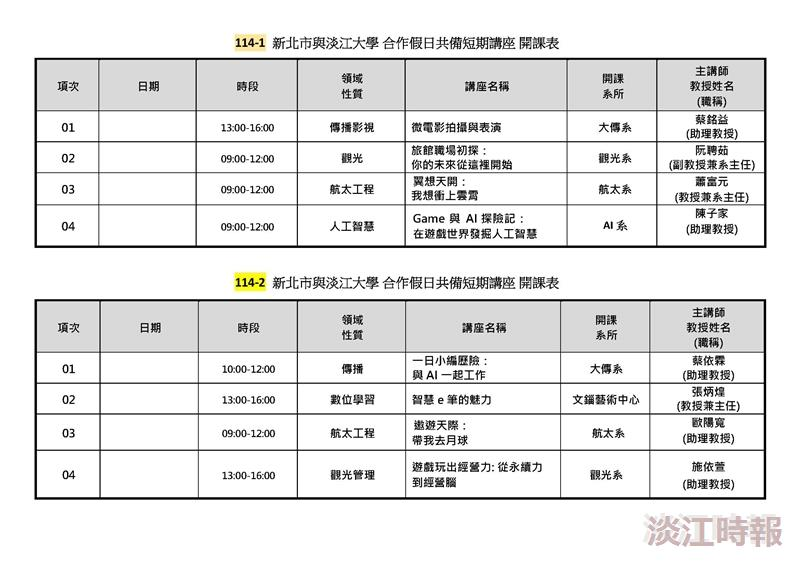 114-1 新北市與淡江大學 合作假日共備短期講座 開課表
項次 日期 時段 領域性質 講座名稱 開課系所 主講師教授姓名(職稱)
01 13:00-16:00 傳播影視 微電影拍攝與表演 大傳系 蔡銘益(助理教授)
02 09:00-12:00 觀光 旅館職場初探：你的未來從這裡開始 觀光系 阮聘茹(副教授兼系主任)
03 09:00-12:00 航太工程 翼想天開：我想衝上雲霄 航太系 蕭富元(教授兼系主任)
04 09:00-12:00 人工智慧 Game 與 AI 探險記：在遊戲世界發掘人工智慧 AI 系 陳子家(助理教授)
114-2 新北市與淡江大學 合作假日共備短期講座 開課表
項次 日期 時段 領域性質 講座名稱 開課系所 主講師教授姓名(職稱)
01 10:00-12:00 傳播 一日小編歷險：與 AI 一起工作 大傳系 蔡依霖(助理教授)
02 13:00-16:00 數位學習 智慧 e 筆的魅力 文錙藝術中心 張炳煌(教授兼主任)
03 09:00-12:00 航太工程 遨遊天際：帶我去月球 航太系 歐陽寬(助理教授)
04 13:00-16:00 觀光管理 遊戲玩出經營力: 從永續力到經營腦 觀光系 施依萱(助理教授)
淡江時報